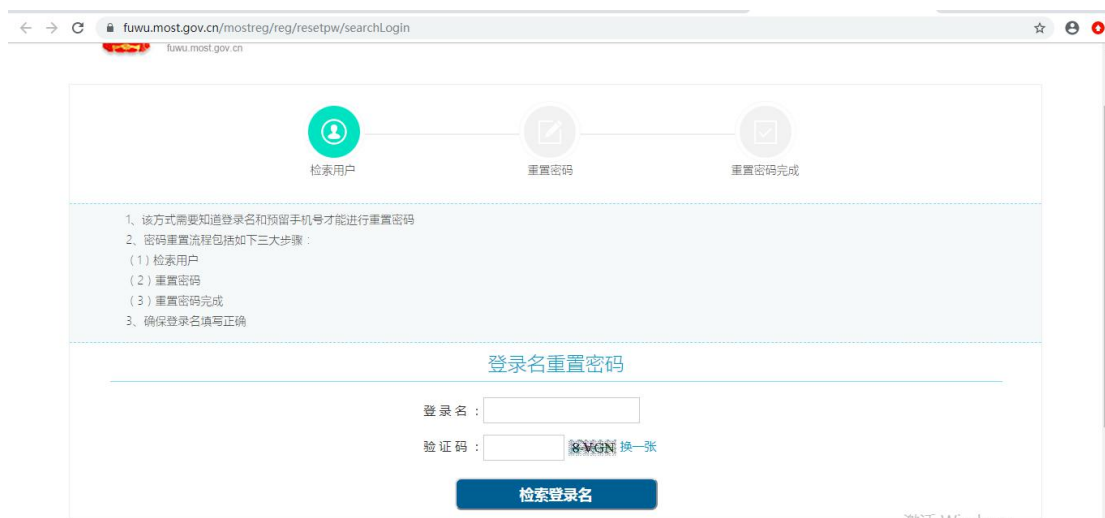 fuwu.most.gov.cn/mostreg/reg/resetpw/searchLogin
fuwu.most.gov.cn
检索用户
重置密码
重置密码完成
1、该方式需要知道登录名和预留手机号才能进行重置密码
2、密码重置流程包括如下三大步骤：
（1）检索用户
（2）重置密码
（3）重置密码完成
3、确保登录名填写正确
登录名重置密码
登 录 名 ：
验 证 码 ： 换一张
检索登录名